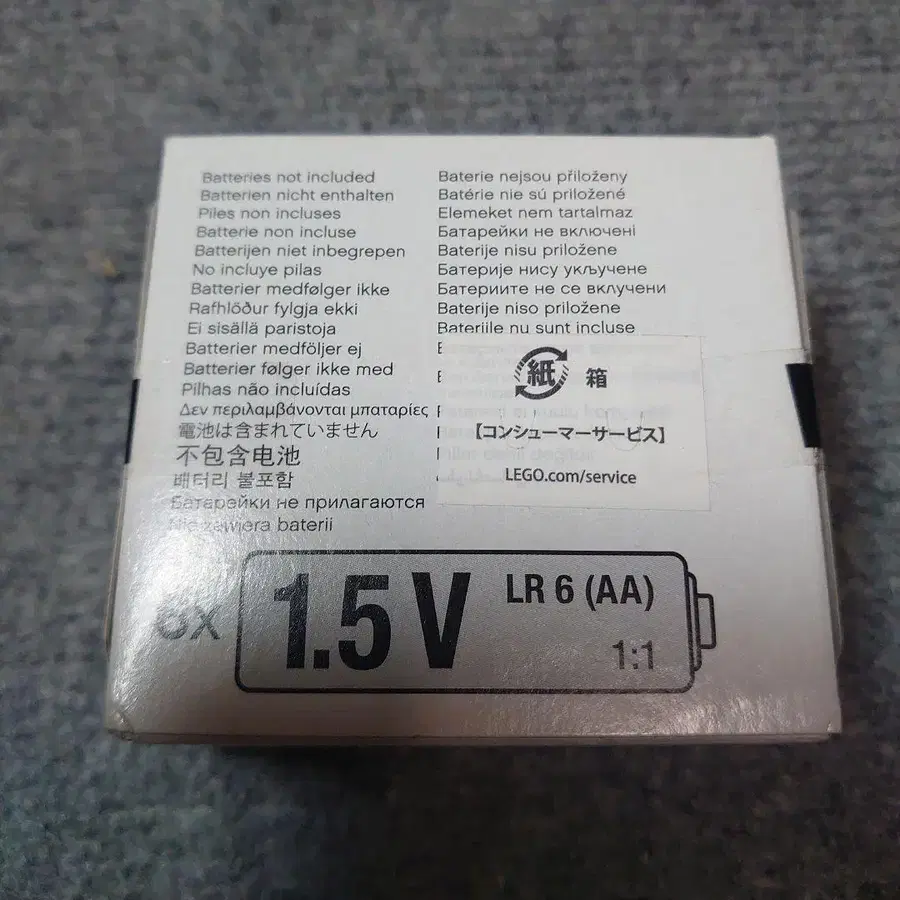 Batteries not included
Batterien nicht enthalten
Piles non incluses
Batterie non incluse
Batterijen niet inbegrepen
No incluye pilas
Batterier medfølger ikke
Rafhlöður fylgja ekki
Ei sisällä paristoja
Batterier medföljer ej
Batterier følger ikke med
Pilhas não incluídas
Δεν περιλαμβάνονται μπαταρίες
電池は含まれていません
不包含电池
배터리 불포함
Батарейки не прилагаются
Nie zawiera baterii
Baterie nejsou přiloženy
Batérie nie sú priložené
Elemeket nem tartalmaz
Батарейки не включені
Baterije nisu priložene
Батерије нису укључене
Батериите не се включени
Baterije niso priložene
Bateriile nu sunt incluse
紙 箱
【コンシューマーサービス】
LEGO.com/service
6X
1.5 V LR 6 (AA)
1:1